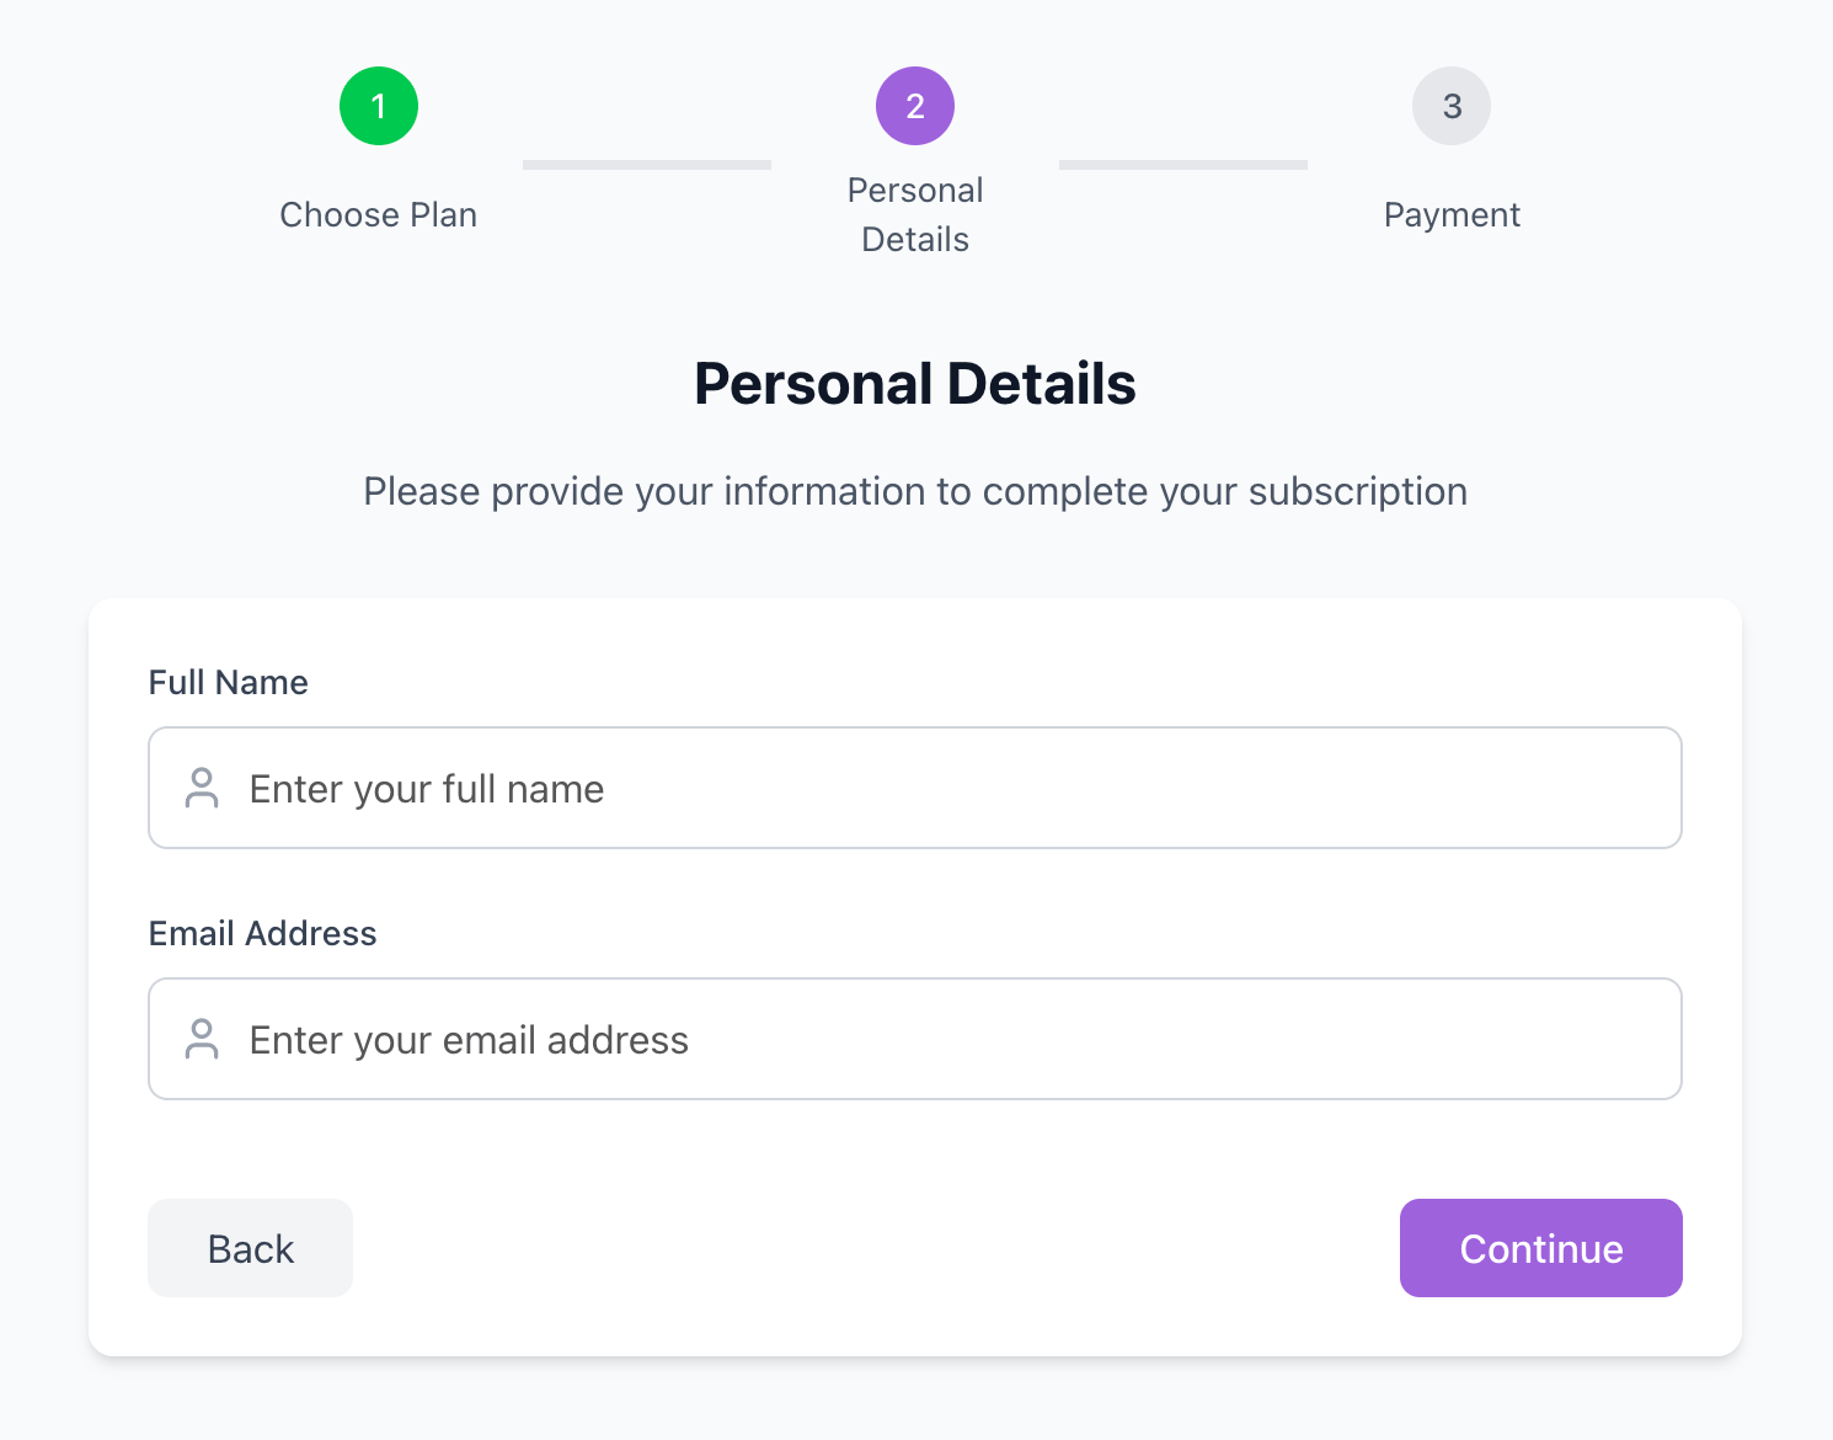 1
2
3
Choose Plan
Personal
Details
Payment
Personal Details
Please provide your information to complete your subscription
Full Name
Enter your full name
Email Address
Enter your email address
Back
Continue